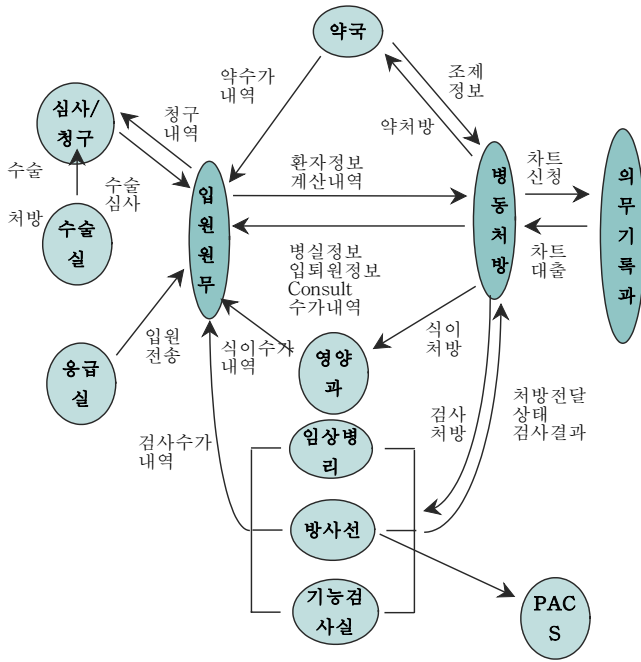 약국
약수가
내역
조제
정보
심사/
청구
청구
내역
약처방
수술
수술
심사
처방
수술
실
입
원
원
무
환자정보
계산내역
병
동
처
방
차트
신청
의
무
기
록
과
차트
대출
병실정보
입퇴원정보
Consult
수가내역
입원
전송
식이수가
내역
영양
과
식이
처방
응급
실
처방전달
상태
검사결과
검사
처방
검사수가
내역
임상병
리
방사선
기능검
사실
PAC
S